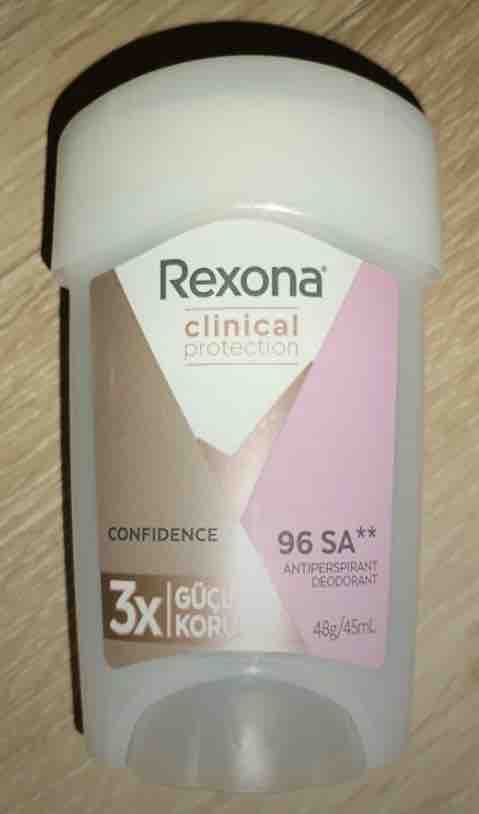 Rexona
clinical
protection
CONFIDENCE
96 SA**
ANTIPERSPIRANT
DEODORANT
3x
48g/45mL